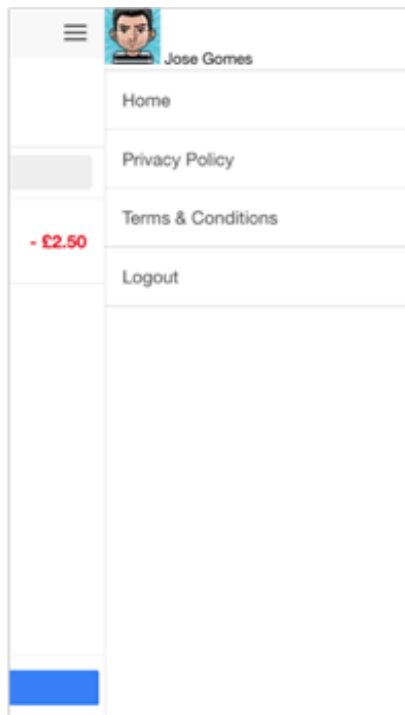 Jose Gomes
Home
Privacy Policy
Terms & Conditions
- £2.50
Logout